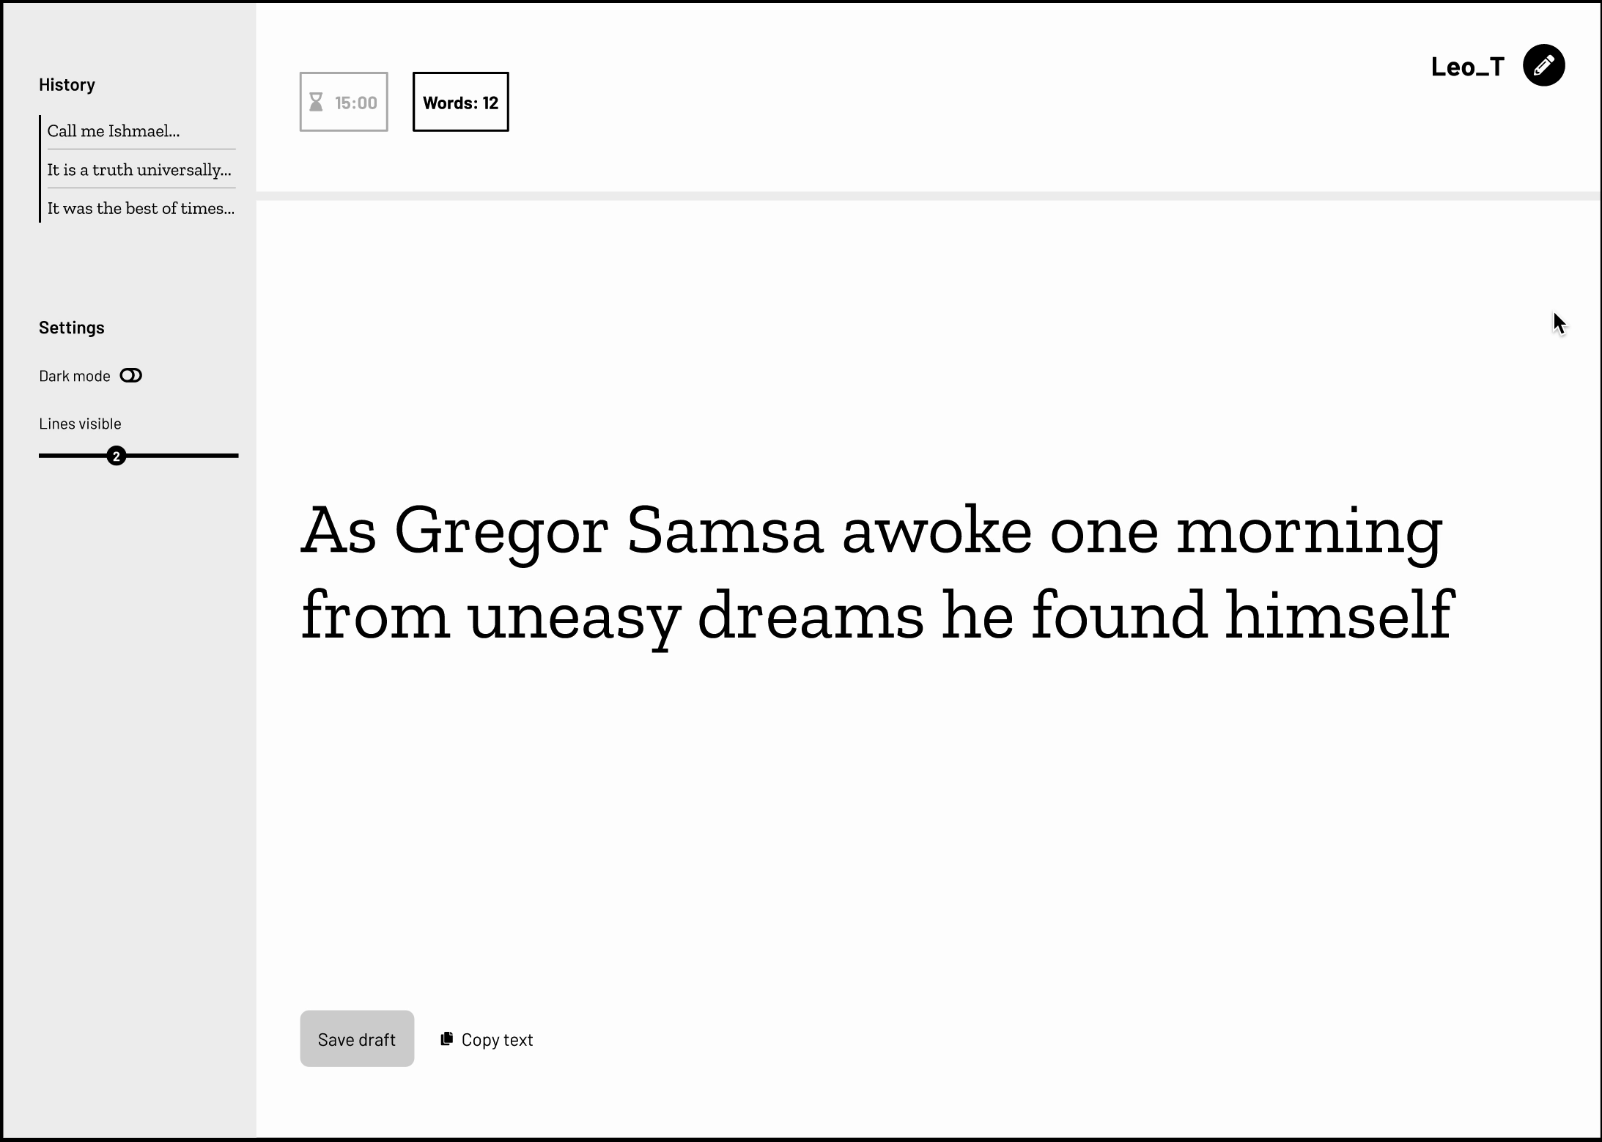 History
Call me Ishmael...
It is a truth universally...
It was the best of times...
Settings
Dark mode
Lines visible
2
15:00
Words: 12
Leo_T
As Gregor Samsa awoke one morning
from uneasy dreams he found himself
Save draft
Copy text